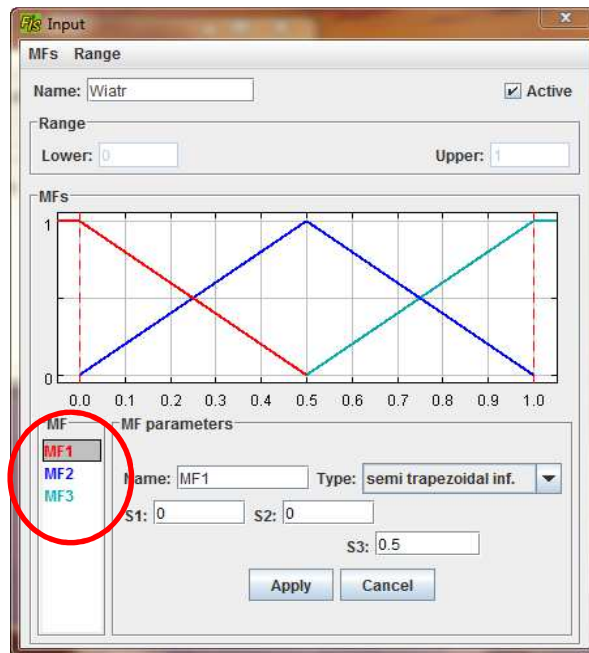 Fis Input
MFs Range
Name: Wiatr Active
Range
Lower: 0 Upper: 1
MFs
1
0
0.0 0.1 0.2 0.3 0.4 0.5 0.6 0.7 0.8 0.9 1.0
MF MF parameters
MF1
MF2 Name: MF1 Type: semi trapezoidal inf.
MF3
S1: 0 S2: 0
S3: 0.5
Apply Cancel